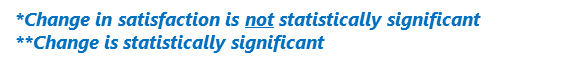 *Change in satisfaction is not statistically significant
**Change is statistically significant